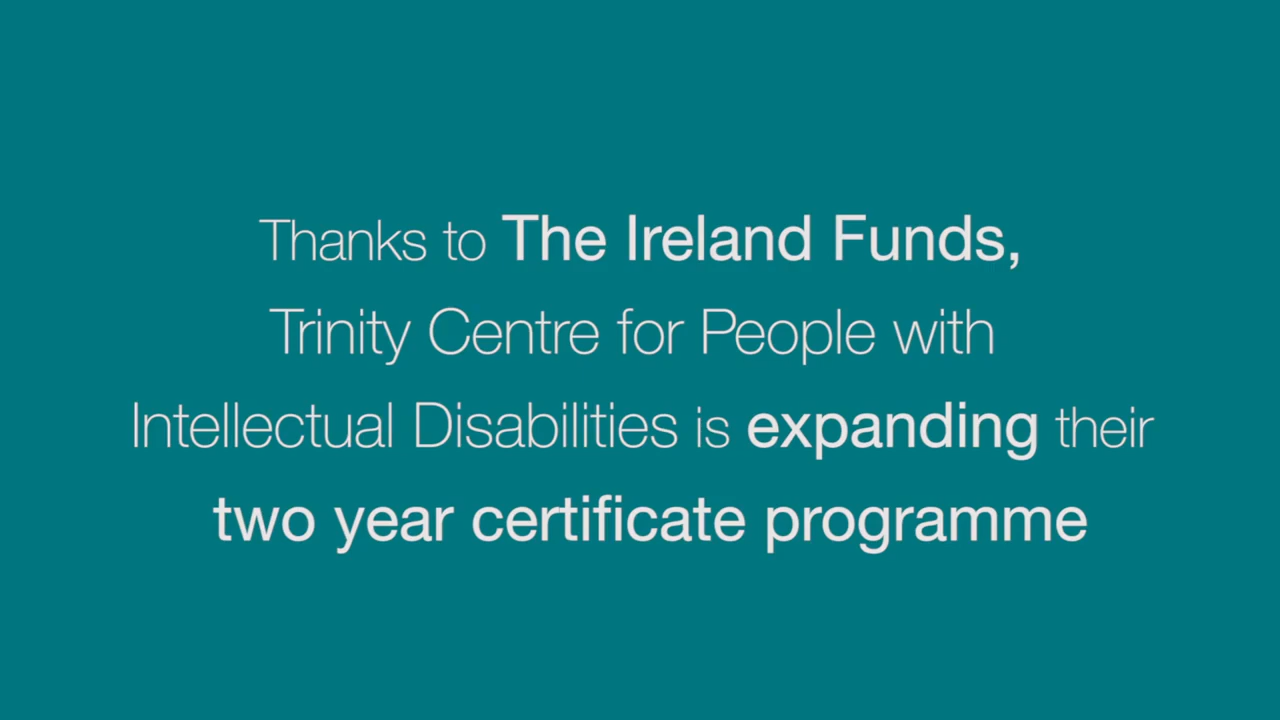 Thanks to The Ireland Funds,
Trinity Centre for People with
Intellectual Disabilities is expanding their
two year certificate programme